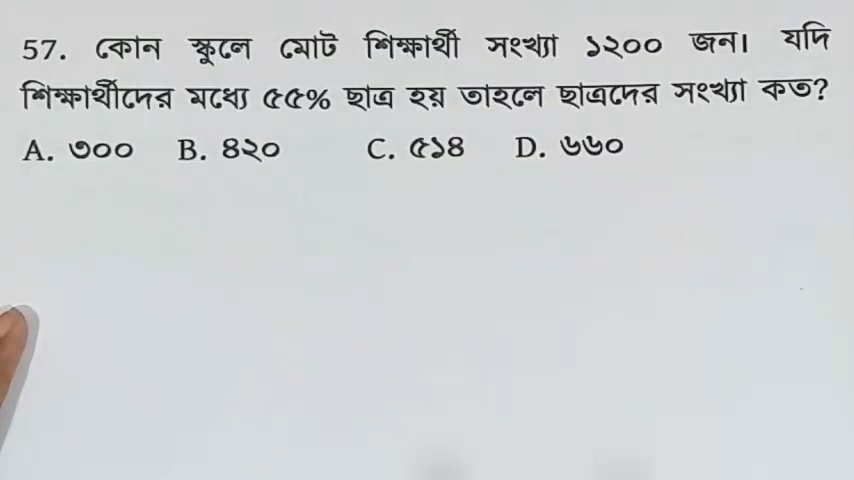 57. কোন স্কুলে মোট শিক্ষার্থী সংখ্যা ১২০০ জন। যদি
শিক্ষার্থীদের মধ্যে ৫৫% ছাত্র হয় তাহলে ছাত্রদের সংখ্যা কত?
A. ৩০০ B. ৪২০ C. ৫১৪ D. ৬৬০